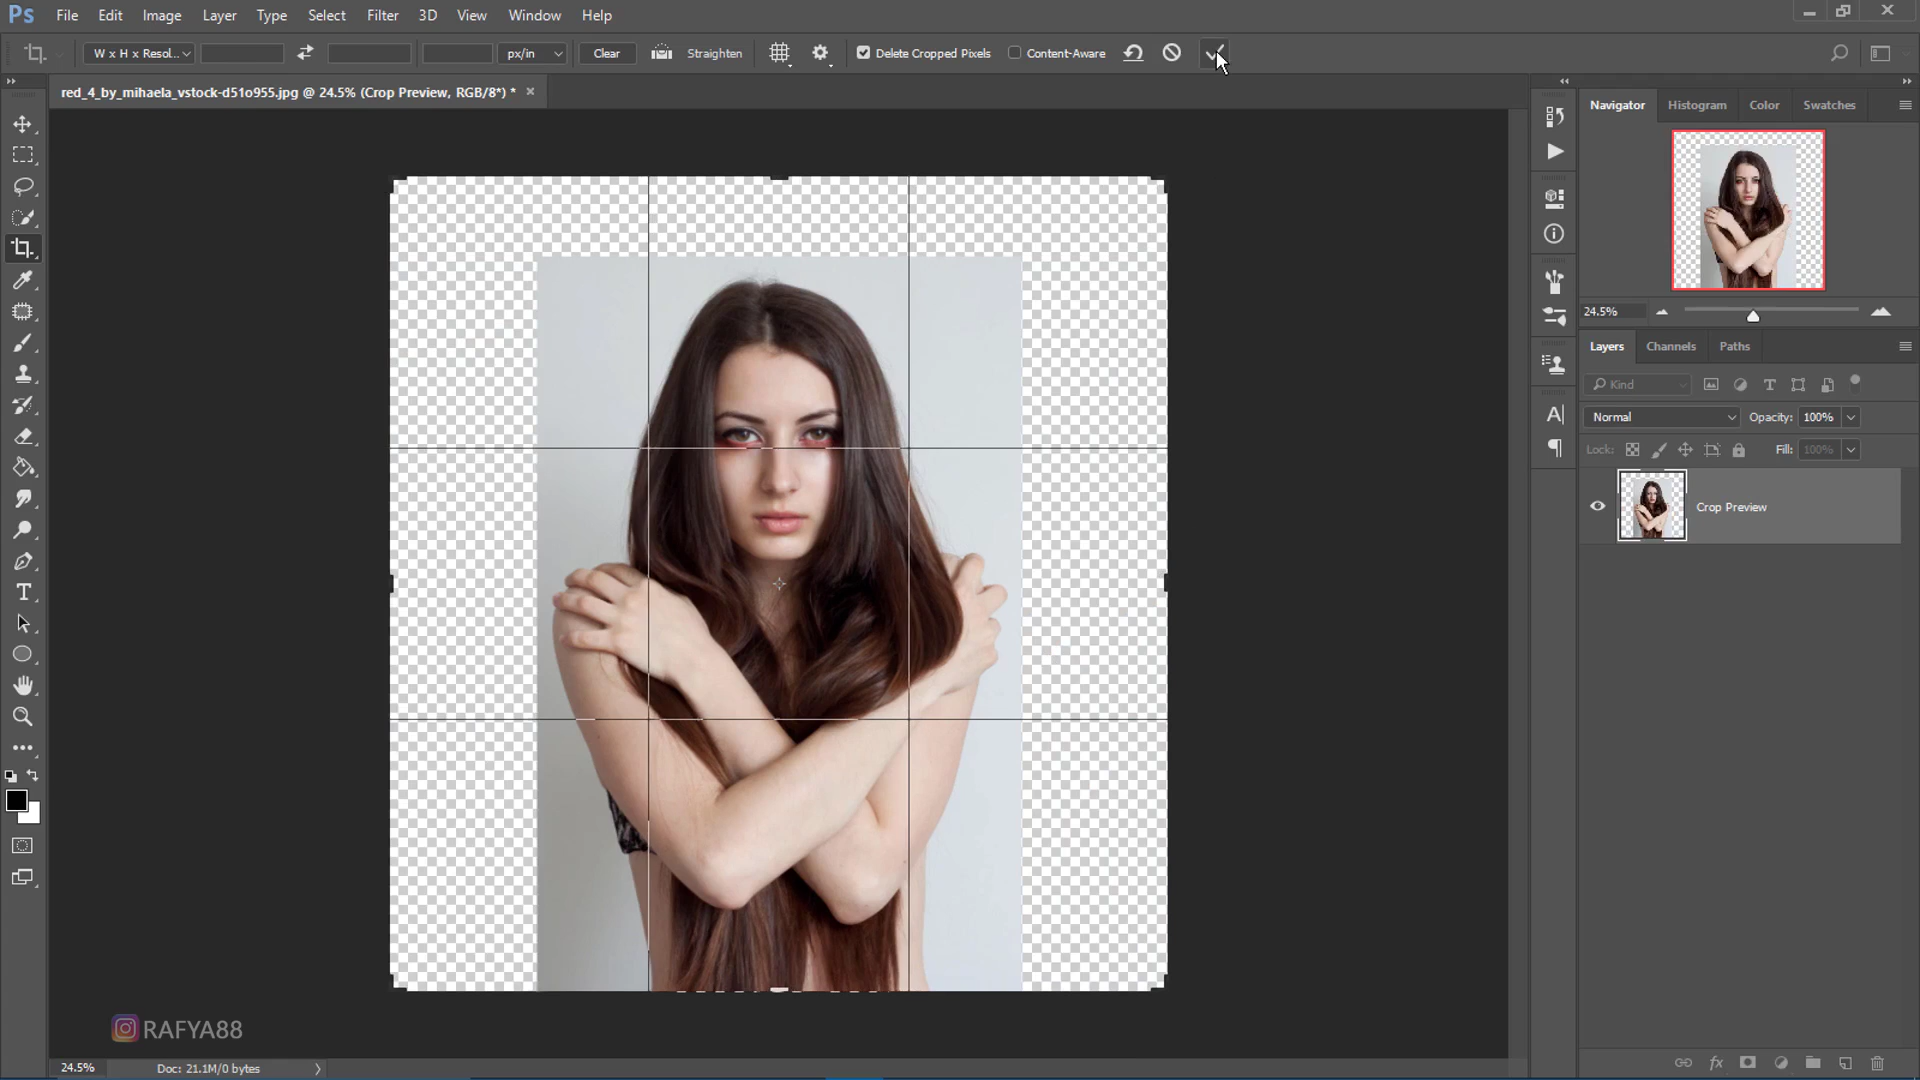 Ps File Edit Image Layer Type Select Filter 3D View Window Help
W x H x Resol... px/in Clear Straighten Delete Cropped Pixels Content-Aware
red_4_by_mihaela_vstock-d51o955.jpg @ 24.5% (Crop Preview, RGB/8*) *
Navigator Histogram Color Swatches
24.5%
Layers Channels Paths
Kind
Normal Opacity: 100%
Lock: Fill: 100%
Crop Preview
RAFYA88
24.5% Doc: 21.1M/0 bytes